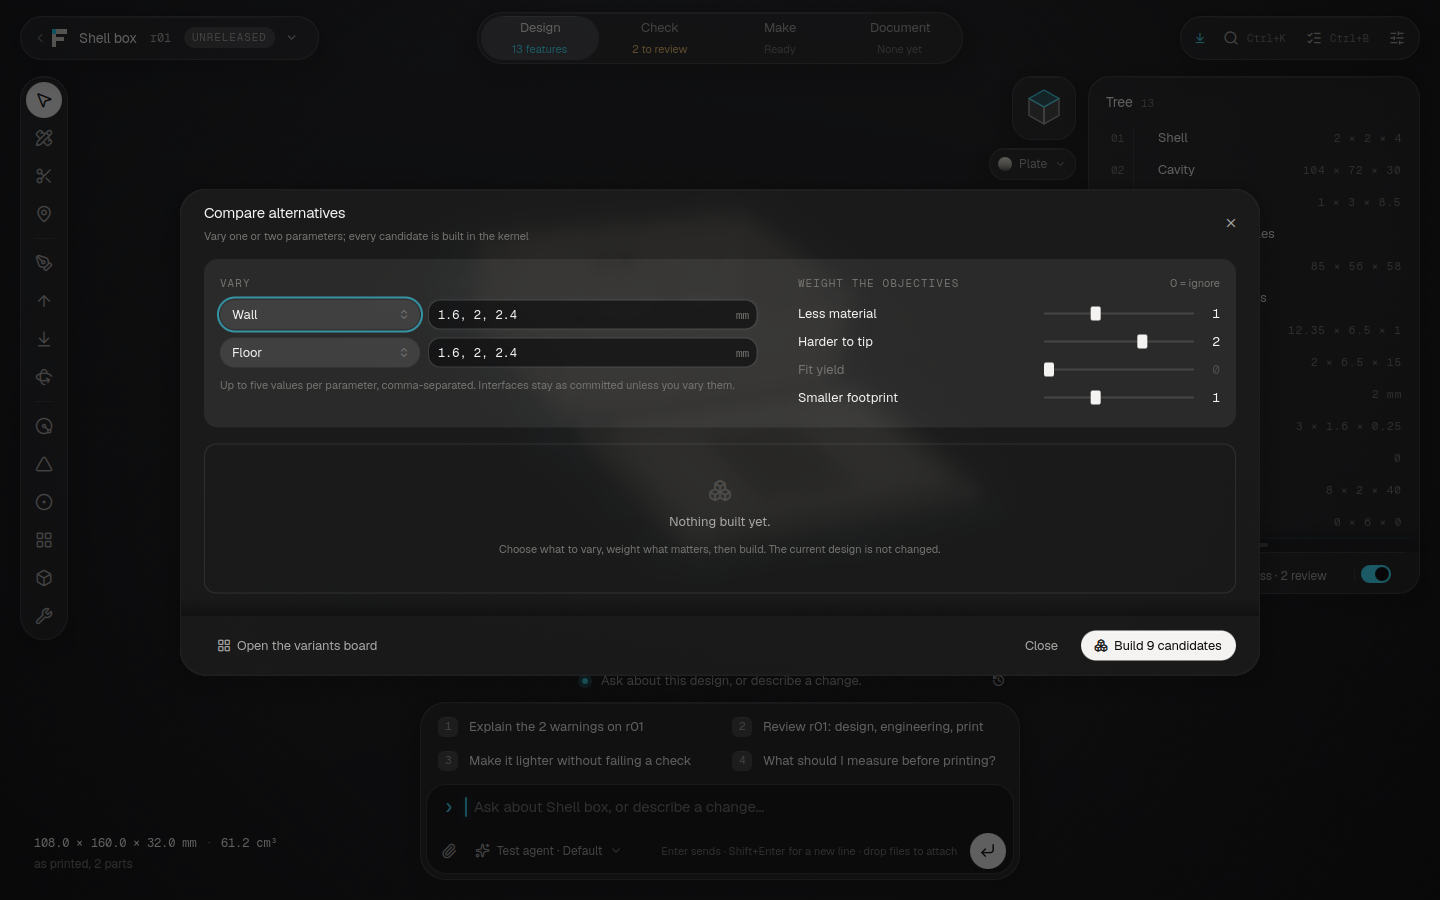 Shell box r01 UNRELEASED
Design
13 features
Check
2 to review
Make
Ready
Document
None yet
Ctrl+K
Ctrl+B
Plate
Tree 13
01 Shell 2 × 2 × 4
02 Cavity 104 × 72 × 30
1 × 3 × 8.5
es
85 × 56 × 58
s
12.35 × 6.5 × 1
2 × 6.5 × 15
2 mm
3 × 1.6 × 0.25
0
8 × 2 × 40
0 × 6 × 0
ss · 2 review
Compare alternatives
Vary one or two parameters; every candidate is built in the kernel
VARY
Wall 1.6, 2, 2.4 mm
Floor 1.6, 2, 2.4 mm
Up to five values per parameter, comma-separated. Interfaces stay as committed unless you vary them.
WEIGHT THE OBJECTIVES 0 = ignore
Less material 1
Harder to tip 2
Fit yield 0
Smaller footprint 1
Nothing built yet.
Choose what to vary, weight what matters, then build. The current design is not changed.
Open the variants board
Close
Build 9 candidates
Ask about this design, or describe a change.
1 Explain the 2 warnings on r01
2 Review r01: design, engineering, print
3 Make it lighter without failing a check
4 What should I measure before printing?
Ask about Shell box, or describe a change...
Test agent · Default
Enter sends · Shift+Enter for a new line · drop files to attach
108.0 × 160.0 × 32.0 mm · 61.2 cm³
as printed, 2 parts